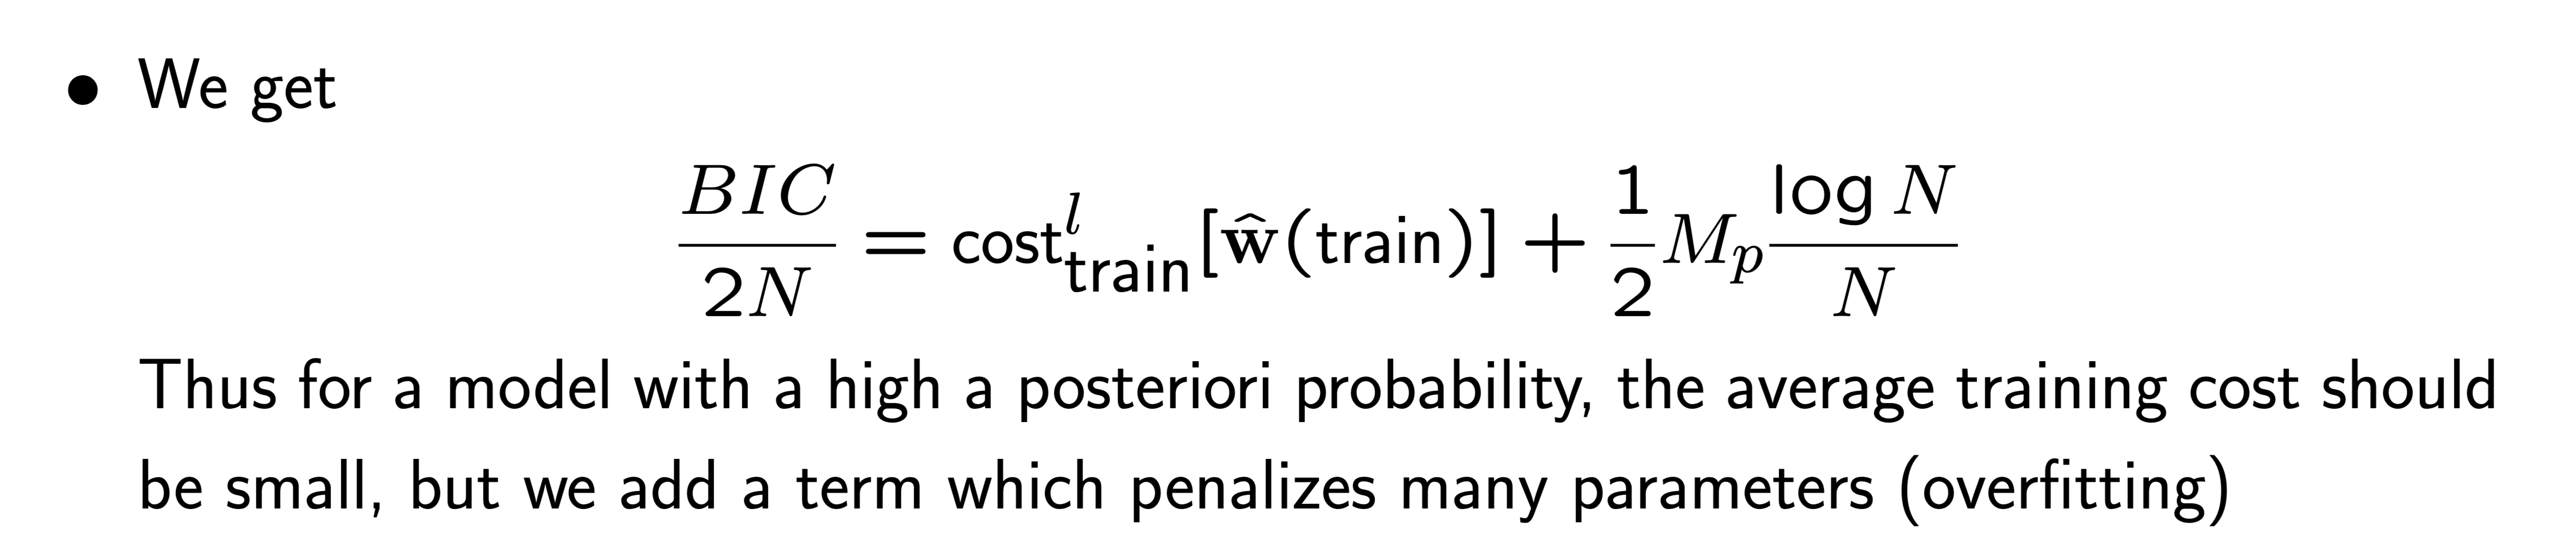 • We get
$$\frac{BIC}{2N} = \text{cost}^{l}_{\text{train}}[\hat{\mathbf{w}}(\text{train})] + \frac{1}{2} M_p \frac{\log N}{N}$$
Thus for a model with a high a posteriori probability, the average training cost should
be small, but we add a term which penalizes many parameters (overfitting)